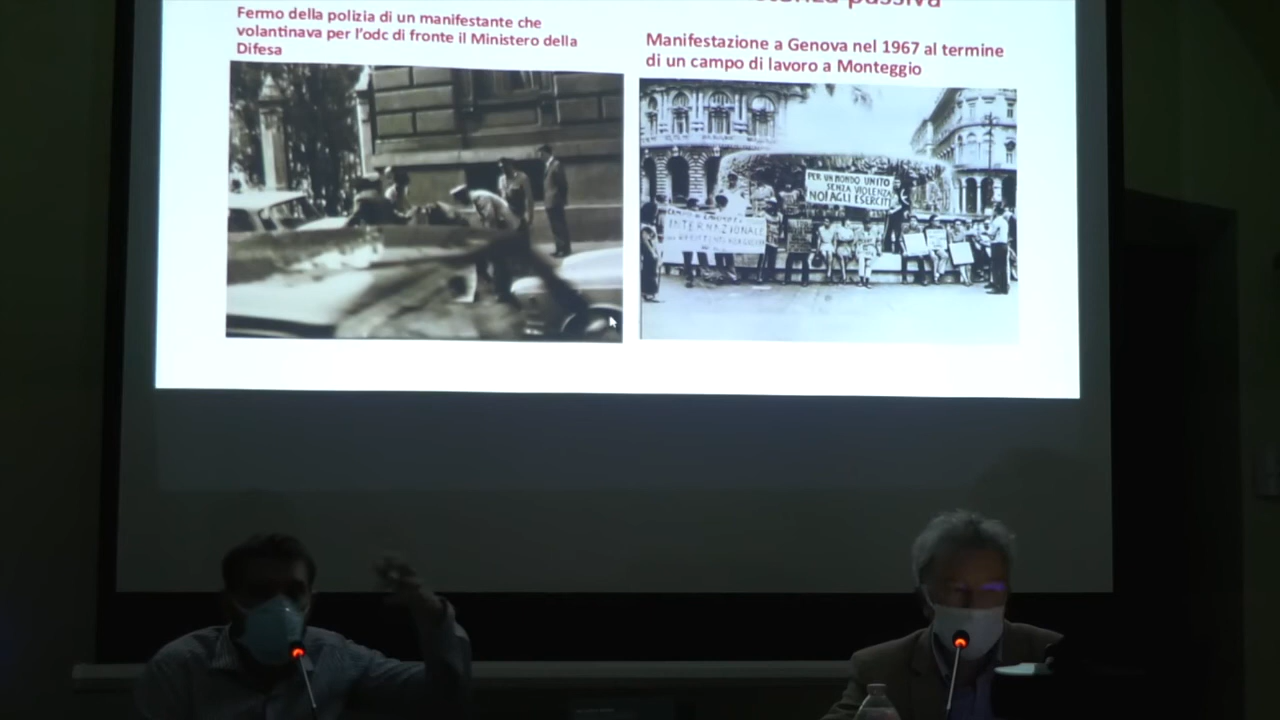 passiva
Fermo della polizia di un manifestante che
volantinava per l'odc di fronte il Ministero della
Difesa
Manifestazione a Genova nel 1967 al termine
di un campo di lavoro a Monteggio
PER UN MONDO UNITO
SENZA VIOLENZA
NO! AGLI ESERCITI
INTERNAZIONALE